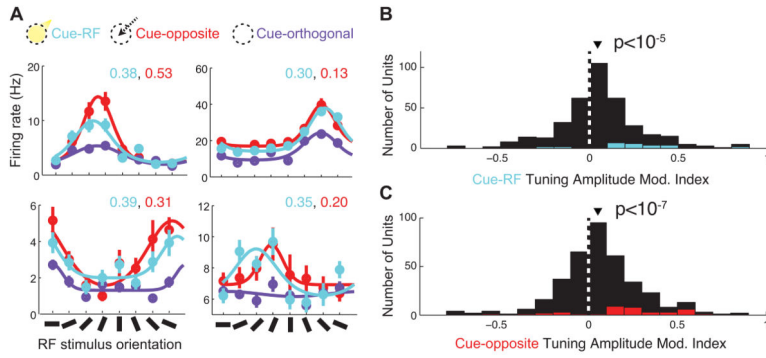 A
Cue-RF Cue-opposite Cue-orthogonal
Firing rate (Hz)
20
10
0
0.38, 0.53
60
40
20
0
0.30, 0.13
6
4
2
0
0.39, 0.31
12
10
8
6
0.35, 0.20
RF stimulus orientation
B
p<10-5
Number of Units
100
50
0
-0.5 0 0.5 1
Cue-RF Tuning Amplitude Mod. Index
C
p<10-7
Number of Units
100
50
0
-0.5 0 0.5
Cue-opposite Tuning Amplitude Mod. Index